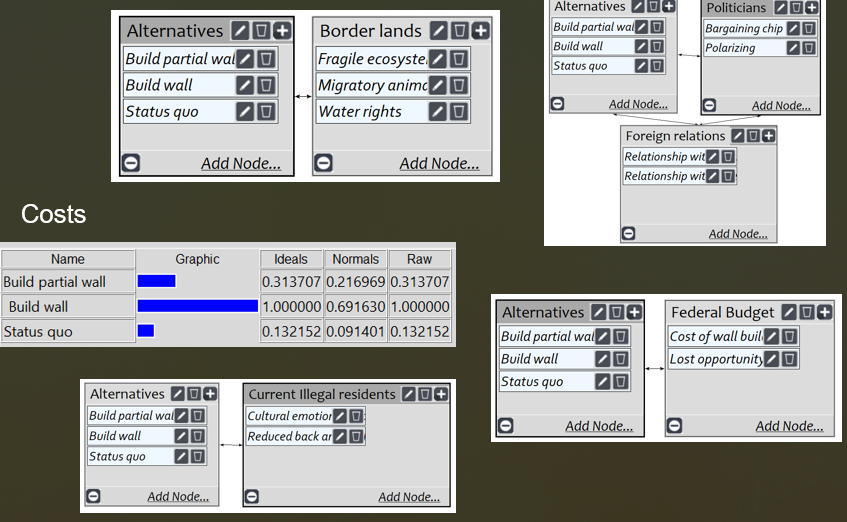 Alternatives
Build partial wal
Build wall
Status quo
Add Node...
Border lands
Fragile ecosyste
Migratory anima
Water rights
Add Node...
Alternatives
Build partial wal
Build wall
Status quo
Add Node...
Politicians
Bargaining chip
Polarizing
Add Node...
Foreign relations
Relationship wit
Relationship wit
Add Node...
Costs
Name Graphic Ideals Normals Raw
Build partial wall 0.313707 0.216969 0.313707
Build wall 1.000000 0.691630 1.000000
Status quo 0.132152 0.091401 0.132152
Alternatives
Build partial wal
Build wall
Status quo
Add Node...
Federal Budget
Cost of wall buil
Lost opportunity
Add Node...
Alternatives
Build partial wal
Build wall
Status quo
Add Node...
Current Illegal residents
Cultural emotior
Reduced back ar
Add Node...